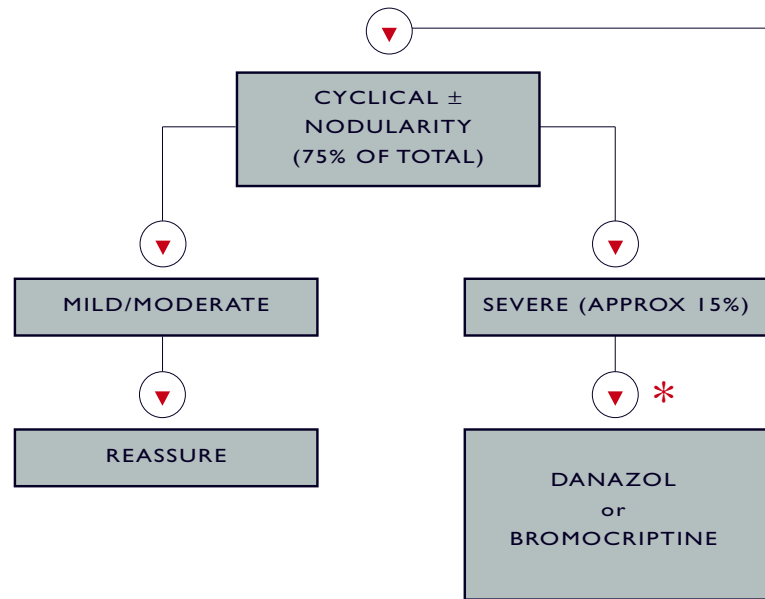 CYCLICAL ±
NODULARITY
(75% OF TOTAL)
MILD/MODERATE
SEVERE (APPROX 15%)
*
REASSURE
DANAZOL
or
BROMOCRIPTINE